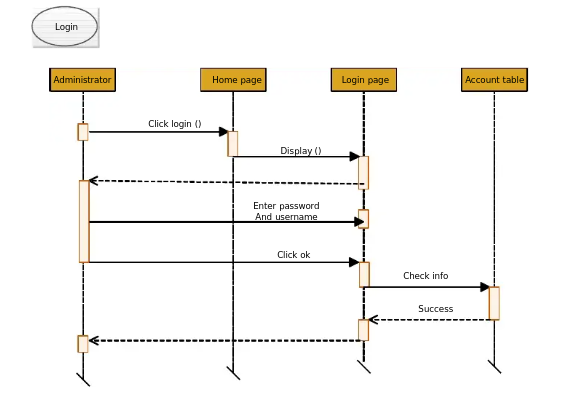 Login
Administrator
Home page
Login page
Account table
Click login ()
Display ()
Enter password
And username
Click ok
Check info
Success